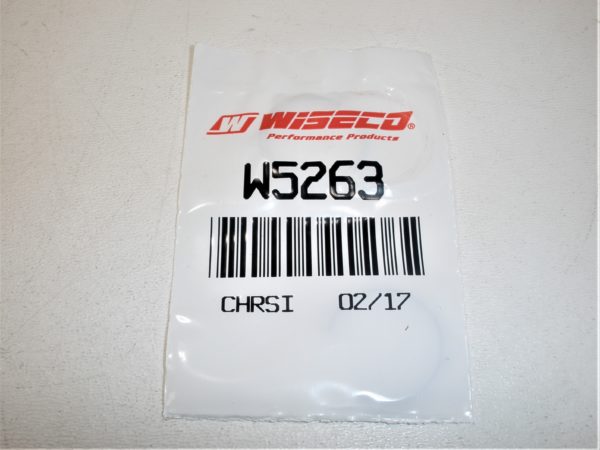 W WISECO®
Performance Products
W5263
CHRSI 02/17